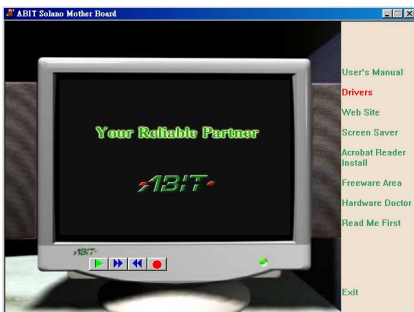 ABIT Solano Mother Board
Your Reliable Partner
ABIT
ABIT
User's Manual
Drivers
Web Site
Screen Saver
Acrobat Reader
Install
Freeware Area
Hardware Doctor
Read Me First
Exit